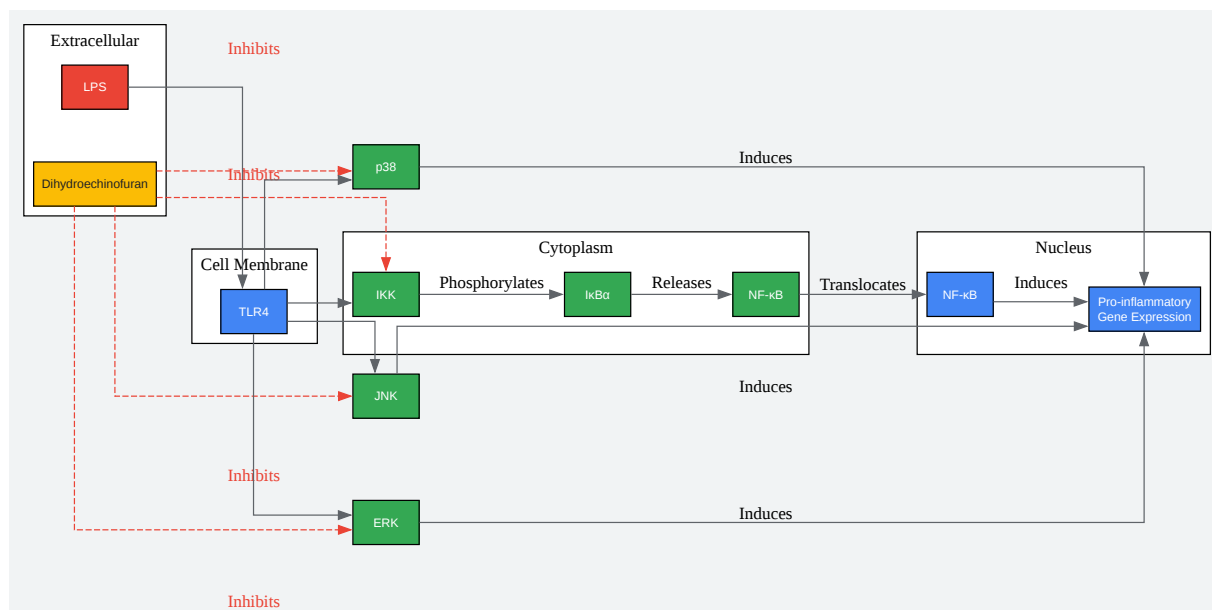 Extracellular
Inhibits
LPS
p38
Induces
Inhibits
Dihydroechinofuran
Cytoplasm
Nucleus
Cell Membrane
IKK
Phosphorylates
IκBα
Releases
NF-κB
Translocates
NF-κB
Induces
Pro-inflammatory
Gene Expression
TLR4
JNK
Induces
Inhibits
ERK
Induces
Inhibits